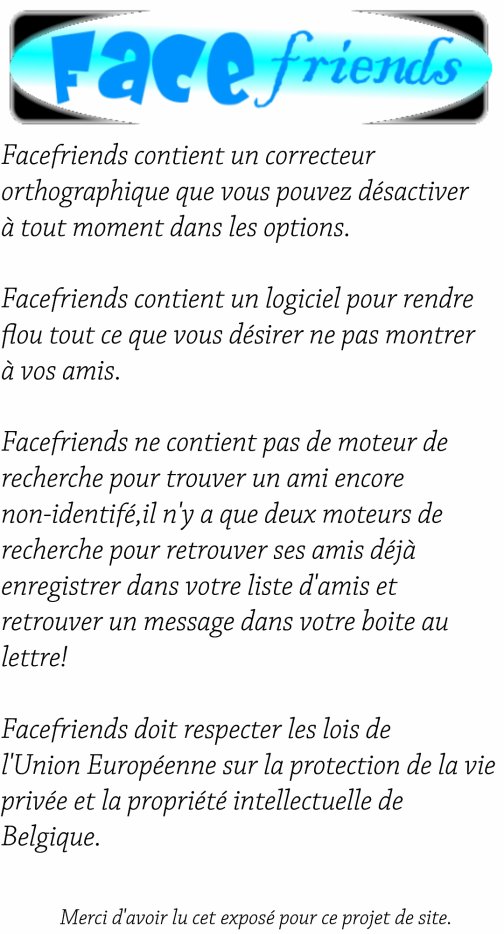 Face friends
Facefriends contient un correcteur
orthographique que vous pouvez désactiver
à tout moment dans les options.
Facefriends contient un logiciel pour rendre
flou tout ce que vous désirer ne pas montrer
à vos amis.
Facefriends ne contient pas de moteur de
recherche pour trouver un ami encore
non-identifé,il n'y a que deux moteurs de
recherche pour retrouver ses amis déjà
enregistrer dans votre liste d'amis et
retrouver un message dans votre boite au
lettre!
Facefriends doit respecter les lois de
l'Union Européenne sur la protection de la vie
privée et la propriété intellectuelle de
Belgique.
Merci d'avoir lu cet exposé pour ce projet de site.